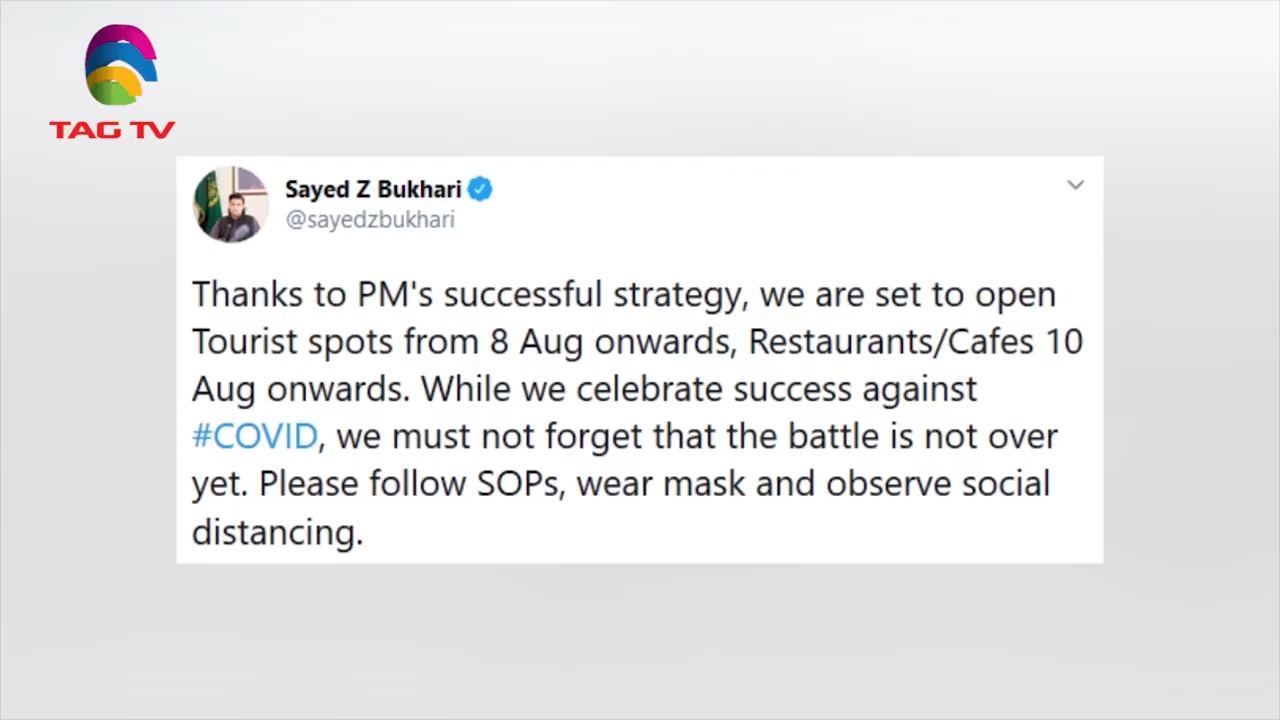 TAG TV
Sayed Z Bukhari
@sayedzbukhari
Thanks to PM's successful strategy, we are set to open
Tourist spots from 8 Aug onwards, Restaurants/Cafes 10
Aug onwards. While we celebrate success against
#COVID, we must not forget that the battle is not over
yet. Please follow SOPs, wear mask and observe social
distancing.